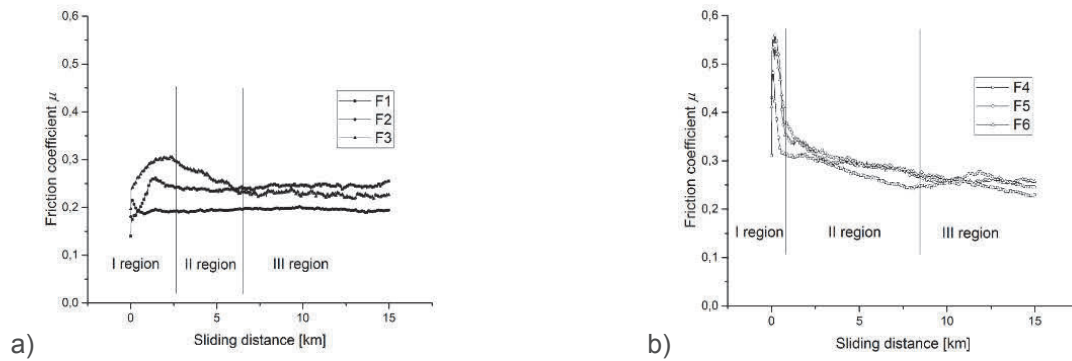 0,6
0,5
0,4
0,3
0,2
0,1
0,0
Friction coefficient μ
F1
F2
F3
I region
II region
III region
0
5
10
15
Sliding distance [km]
a)
0,6
0,5
0,4
0,3
0,2
0,1
0,0
Friction coefficient μ
F4
F5
F6
I region
II region
III region
0
5
10
15
Sliding distance [km]
b)